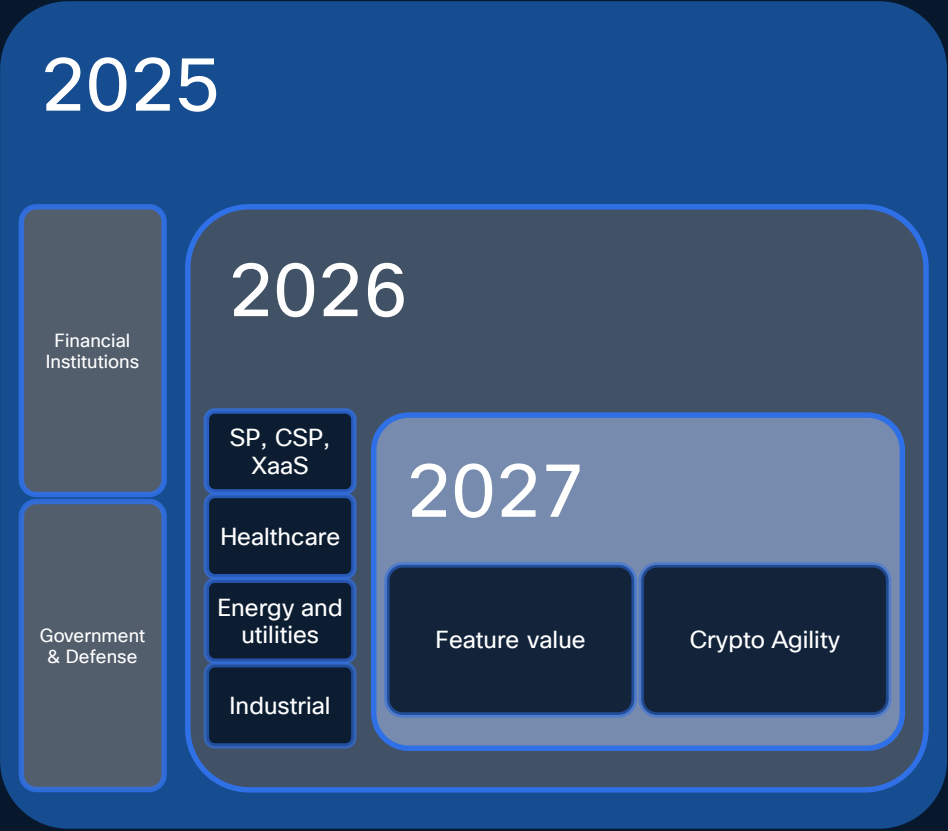 2025
Financial
Institutions
Government
& Defense
2026
SP, CSP,
XaaS
Healthcare
Energy and
utilities
Industrial
2027
Feature value
Crypto Agility